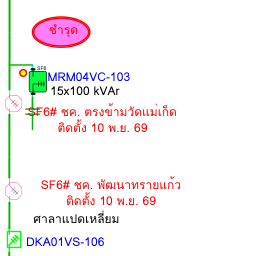 ชำรุด
SF6
MRM04VC-103
15x100 kVAr
SF6# ชค. ตรงข้ามวัดแม่เก็ด
ติดตั้ง 10 พ.ย. 69
SF6# ชค. พัฒนาทรายแก้ว
ติดตั้ง 10 พ.ย. 69
ศาลาแปดเหลี่ยม
DKA01VS-106